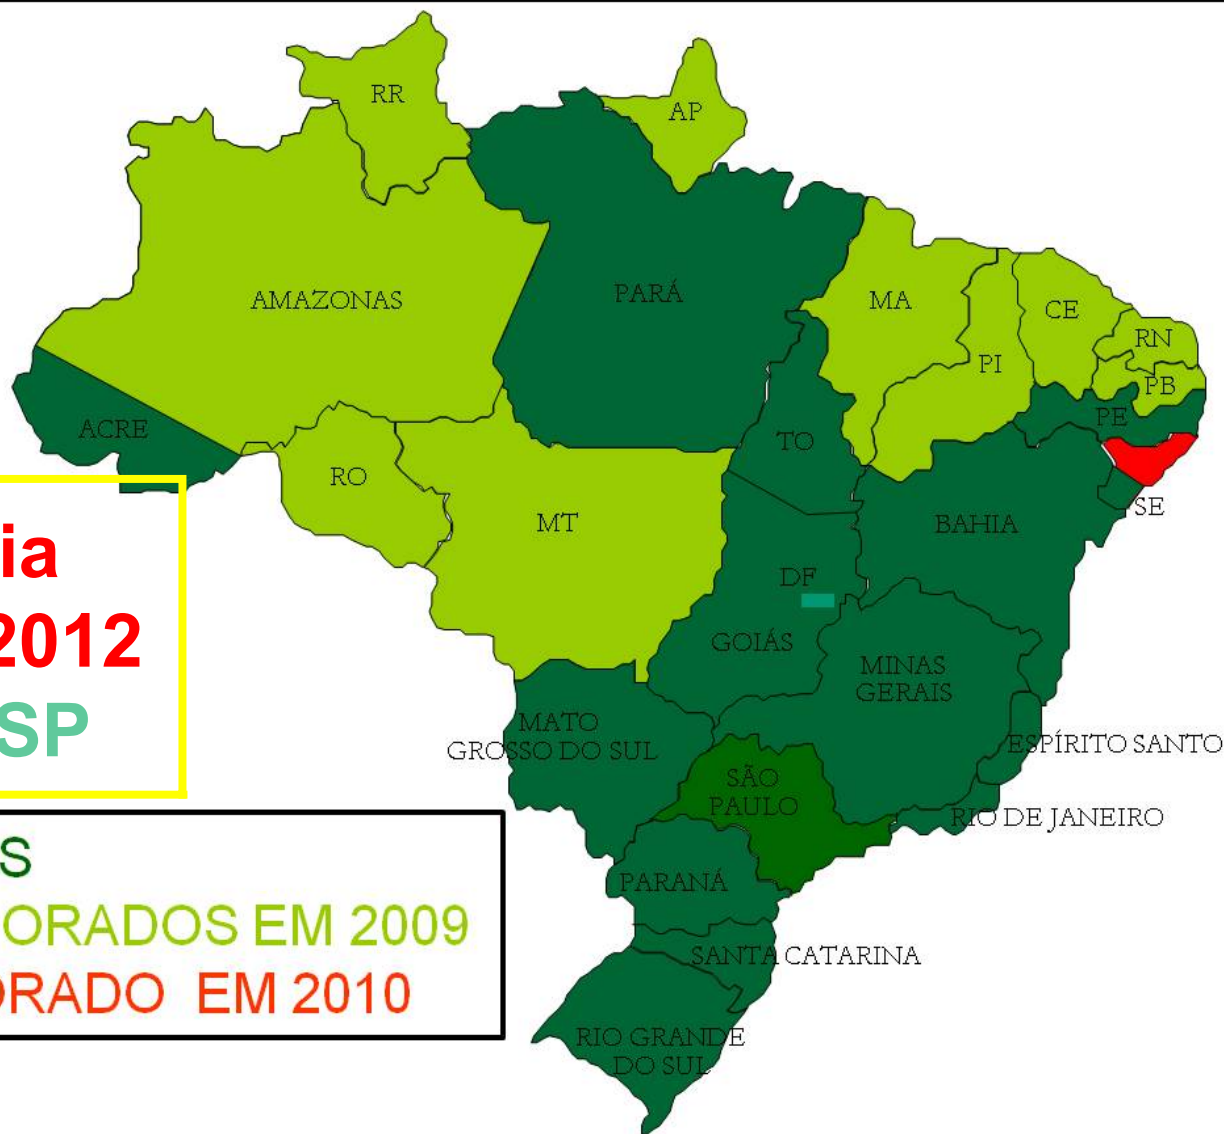 RR
AP
AMAZONAS
PARÁ
MA
CE
RN
PI
PB
PE
ACRE
TO
RO
SE
MT
BAHIA
DF
GOIÁS
MINAS
GERAIS
MATO
GROSSO DO SUL
ESPÍRITO SANTO
SÃO
PAULO
RIO DE JANEIRO
PARANÁ
SANTA CATARINA
RIO GRANDE
DO SUL
ia
2012
SP
S
ORADOS EM 2009
ORADO EM 2010